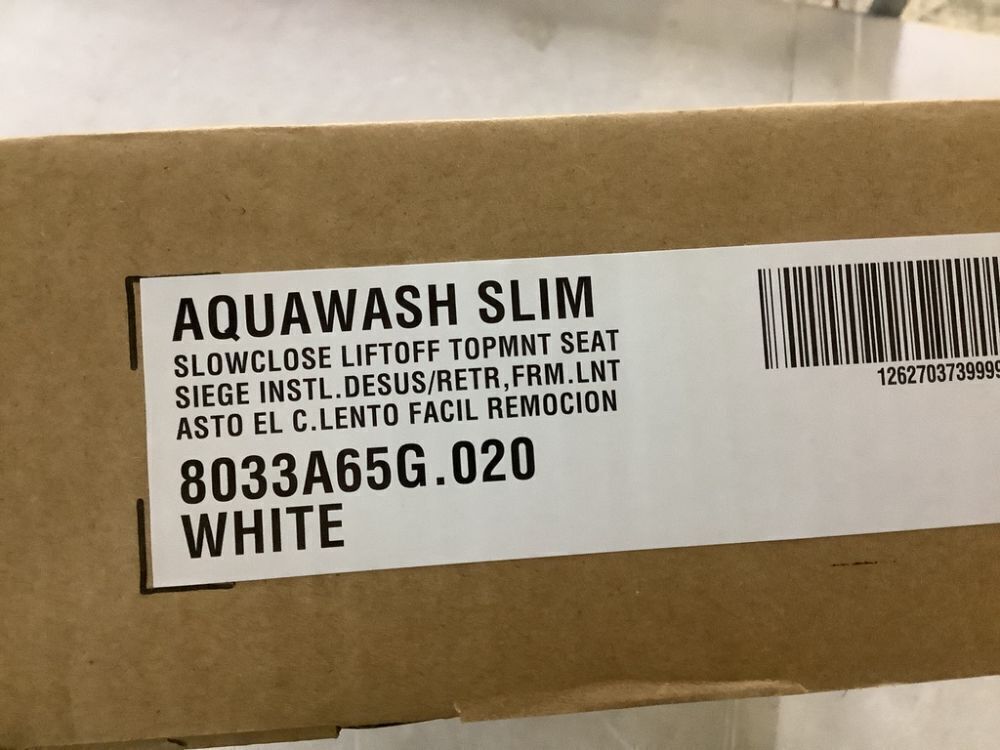 AQUAWASH SLIM
SLOWCLOSE LIFTOFF TOPMNT SEAT
SIEGE INSTL.DESUS/RETR,FRM.LNT
ASTO EL C.LENTO FACIL REMOCION
8033A65G.020
WHITE
1262703739999